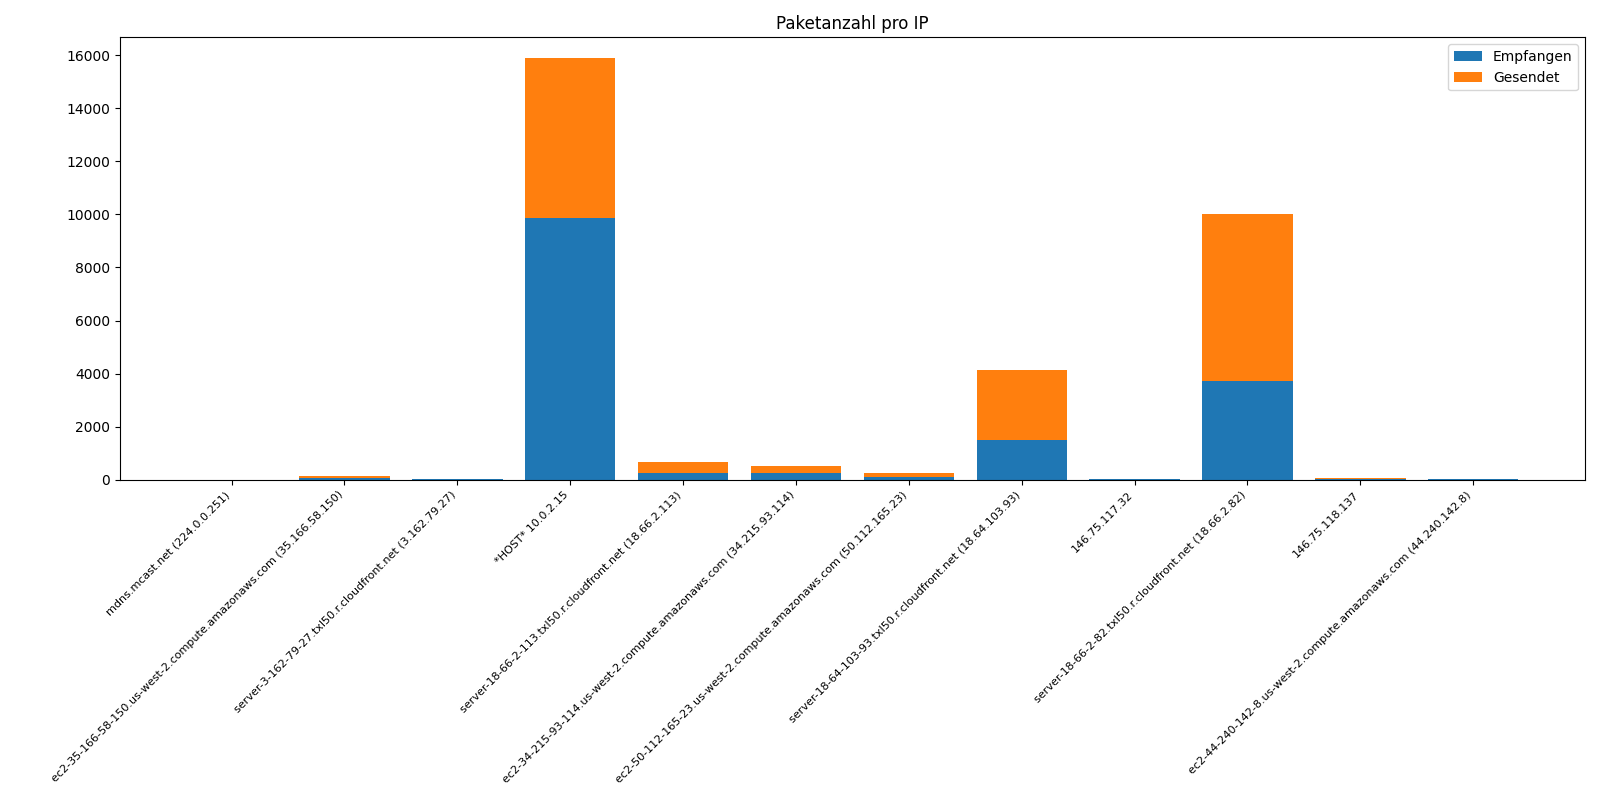 Paketanzahl pro IP
Empfangen
Gesendet
16000
14000
12000
10000
8000
6000
4000
2000
0
mdns.mcast.net (224.0.0.251)
ec2-35-166-58-150.us-west-2.compute.amazonaws.com (35.166.58.150)
server-3-162-79-27.txl50.r.cloudfront.net (3.162.79.27)
*HOST* 10.0.2.15
server-18-66-2-113.txl50.r.cloudfront.net (18.66.2.113)
ec2-34-215-93-114.us-west-2.compute.amazonaws.com (34.215.93.114)
ec2-50-112-165-23.us-west-2.compute.amazonaws.com (50.112.165.23)
server-18-64-103-93.txl50.r.cloudfront.net (18.64.103.93)
146.75.117.32
server-18-66-2-82.txl50.r.cloudfront.net (18.66.2.82)
146.75.118.137
ec2-44-240-142-8.us-west-2.compute.amazonaws.com (44.240.142.8)